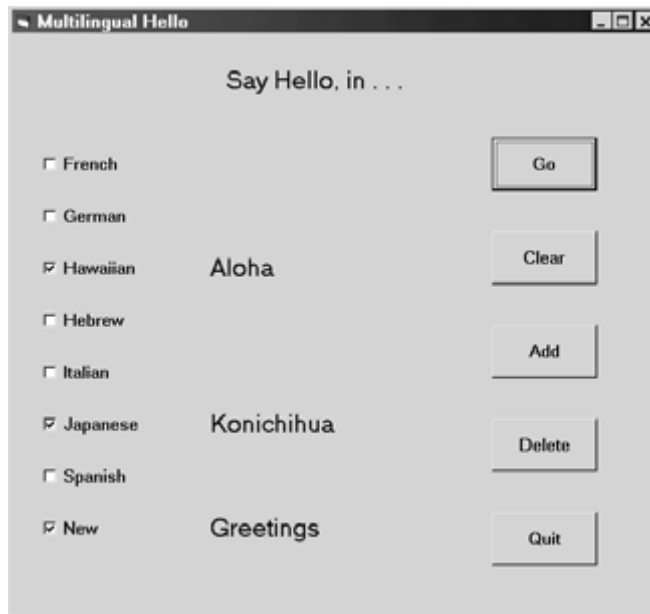 Multilingual Hello
Say Hello, in . . .
French
German
Hawaiian
Aloha
Hebrew
Italian
Japanese
Konichihua
Spanish
New
Greetings
Go
Clear
Add
Delete
Quit